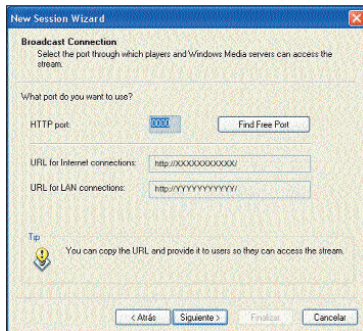 New Session Wizard
Broadcast Connection
Select the port through which players and Windows Media servers can access the
stream.
What port do you want to use?
HTTP port: 0000 Find Free Port
URL for Internet connections: http://XXXXXXXXXXX/
URL for LAN connections: http://YYYYYYYYYYY/
Tip
You can copy the URL and provide it to users so they can access the stream.
< Atrás Siguiente > Finalizar Cancelar